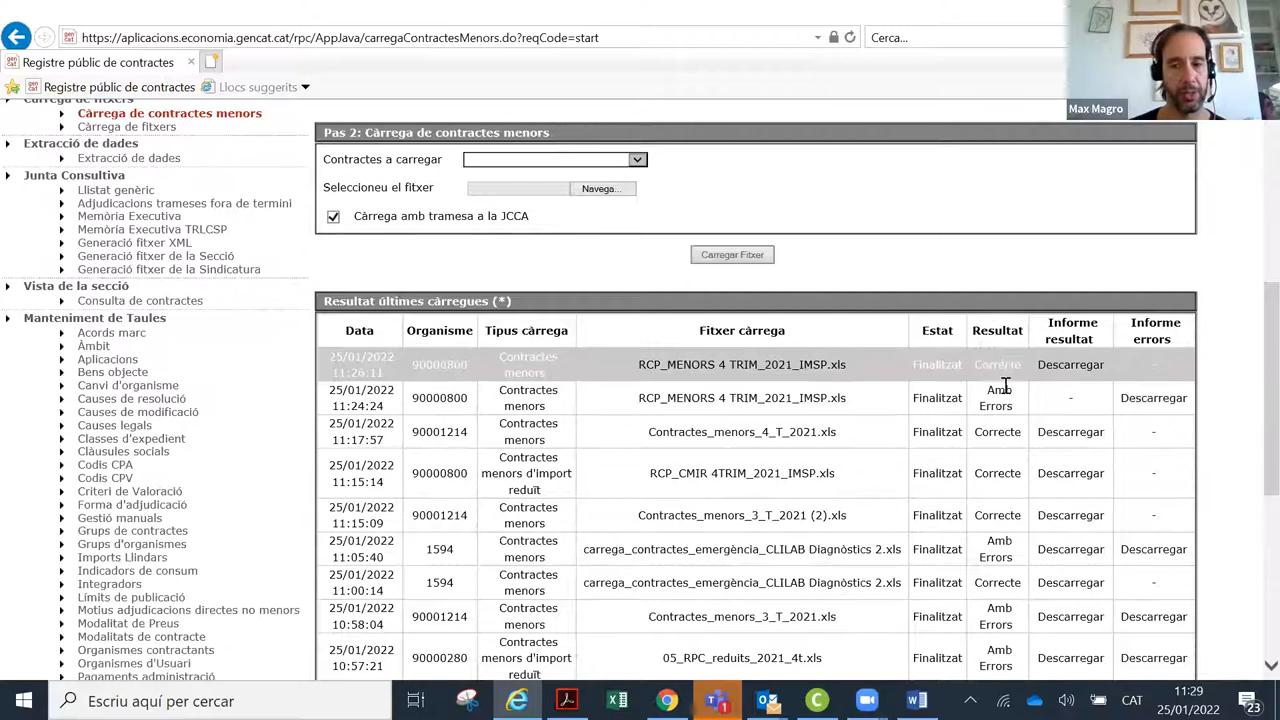 https://aplicacions.economia.gencat.cat/rpc/AppJava/carregaContractesMenors.do?reqCode=start
Cerca...
Registre públic de contractes
Registre públic de contractes
Llocs suggerits
Max Magro
Càrrega de fitxers
Càrrega de contractes menors
Càrrega de fitxers
Extracció de dades
Extracció de dades
Junta Consultiva
Llistat genèric
Adjudicacions trameses fora de termini
Memòria Executiva
Memòria Executiva TRLCSP
Generació fitxer XML
Generació fitxer de la Secció
Generació fitxer de la Sindicatura
Vista de la secció
Consulta de contractes
Manteniment de Taules
Acords marc
Àmbit
Aplicacions
Bens objecte
Canvi d'organisme
Causes de resolució
Causes de modificació
Causes legals
Classes d'expedient
Clàusules socials
Codis CPA
Codis CPV
Criteri de Valoració
Forma d'adjudicació
Gestió manuals
Grups de contractes
Grups d'organismes
Imports Llindars
Indicadors de consum
Integradors
Límits de publicació
Motius adjudicacions directes no menors
Modalitat de Preus
Modalitats de contracte
Organismes contractants
Organismes d'Usuari
Pagaments administració
Pas 2: Càrrega de contractes menors
Contractes a carregar
Seleccioneu el fitxer
Navega...
Càrrega amb tramesa a la JCCA
Carregar Fitxer
Resultat últimes càrregues (*)
Data Organisme Tipus càrrega Fitxer càrrega Estat Resultat Informe resultat Informe errors
25/01/2022 11:26:11 90000800 Contractes menors RCP_MENORS 4 TRIM_2021_IMSP.xls Finalitzat Correcte Descarregar -
25/01/2022 11:24:24 90000800 Contractes menors RCP_MENORS 4 TRIM_2021_IMSP.xls Finalitzat Amb Errors - Descarregar
25/01/2022 11:17:57 90001214 Contractes menors Contractes_menors_4_T_2021.xls Finalitzat Correcte Descarregar -
25/01/2022 11:15:14 90000800 Contractes menors d'import reduït RCP_CMIR 4TRIM_2021_IMSP.xls Finalitzat Correcte Descarregar -
25/01/2022 11:15:09 90001214 Contractes menors Contractes_menors_3_T_2021 (2).xls Finalitzat Correcte Descarregar -
25/01/2022 11:05:40 1594 Contractes menors carrega_contractes_emergència_CLILAB Diagnòstics 2.xls Finalitzat Amb Errors Descarregar Descarregar
25/01/2022 11:00:14 1594 Contractes menors carrega_contractes_emergència_CLILAB Diagnòstics 2.xls Finalitzat Correcte Descarregar -
25/01/2022 10:58:04 90001214 Contractes menors Contractes_menors_3_T_2021.xls Finalitzat Amb Errors Descarregar Descarregar
25/01/2022 10:57:21 90000280 Contractes menors d'import reduït 05_RPC_reduits_2021_4t.xls Finalitzat Amb Errors Descarregar Descarregar
Escriu aquí per cercar
CAT
11:29
25/01/2022
23